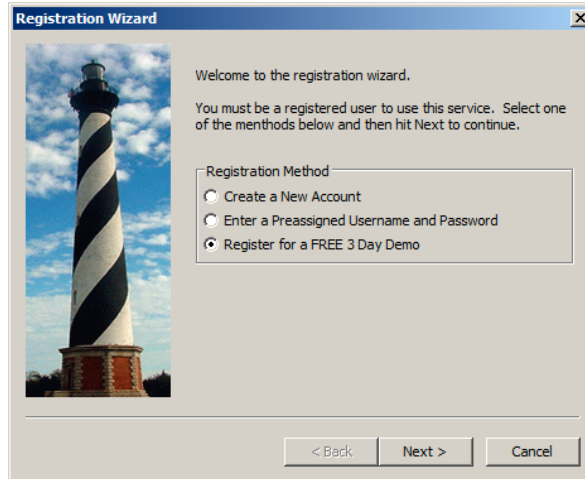 Registration Wizard
Welcome to the registration wizard.
You must be a registered user to use this service. Select one
of the menthods below and then hit Next to continue.
Registration Method
Create a New Account
Enter a Preassigned Username and Password
Register for a FREE 3 Day Demo
< Back
Next >
Cancel